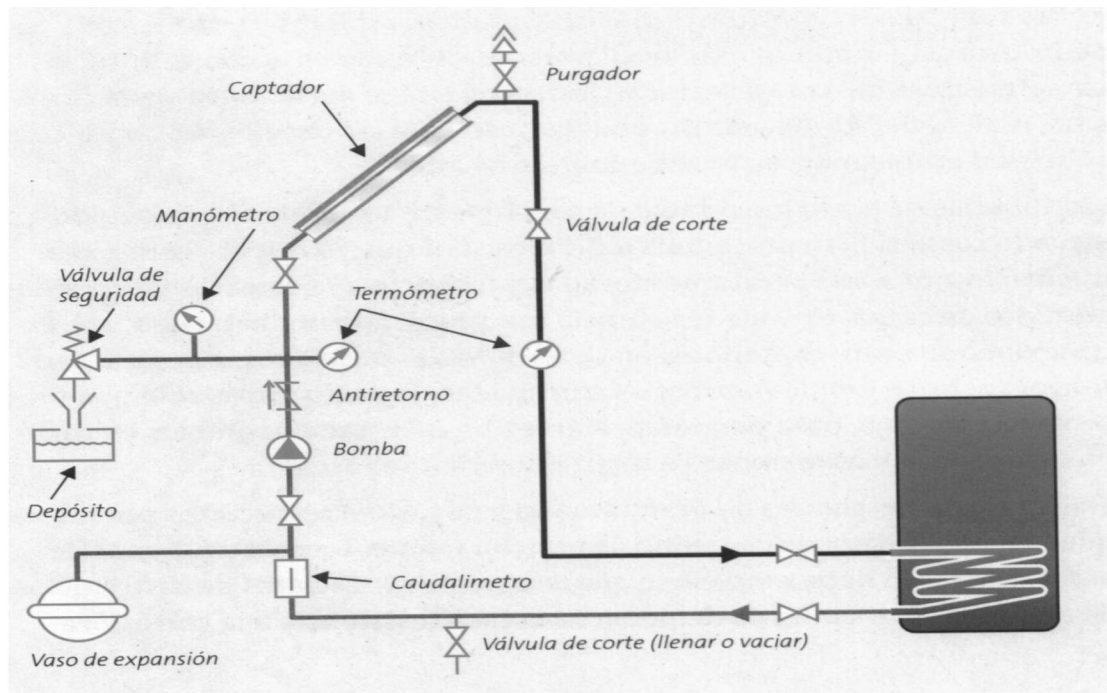 Purgador
Captador
Manómetro
Válvula de corte
Válvula de
seguridad
Termómetro
Antiretorno
Bomba
Depósito
Caudalimetro
Válvula de corte (llenar o vaciar)
Vaso de expansión